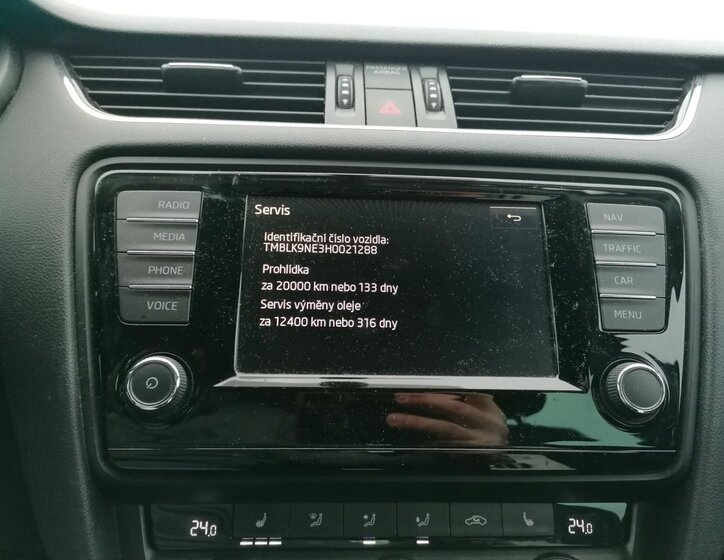 PASSENGER
AIRBAG
RADIO
MEDIA
PHONE
VOICE
Servis
Identifikační číslo vozidla:
TMBLK9NE3H0021288
Prohlídka
za 20000 km nebo 133 dny
Servis výměny oleje
za 12400 km nebo 316 dny
NAV
TRAFFIC
CAR
MENU
24.0
24.0